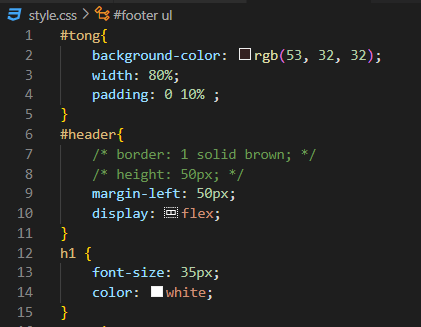 style.css > #footer ul
1 #tong{
2 background-color: rgb(53, 32, 32);
3 width: 80%;
4 padding: 0 10% ;
5 }
6 #header{
7 /* border: 1 solid brown; */
8 /* height: 50px; */
9 margin-left: 50px;
10 display: flex;
11 }
12 h1 {
13 font-size: 35px;
14 color: white;
15 }